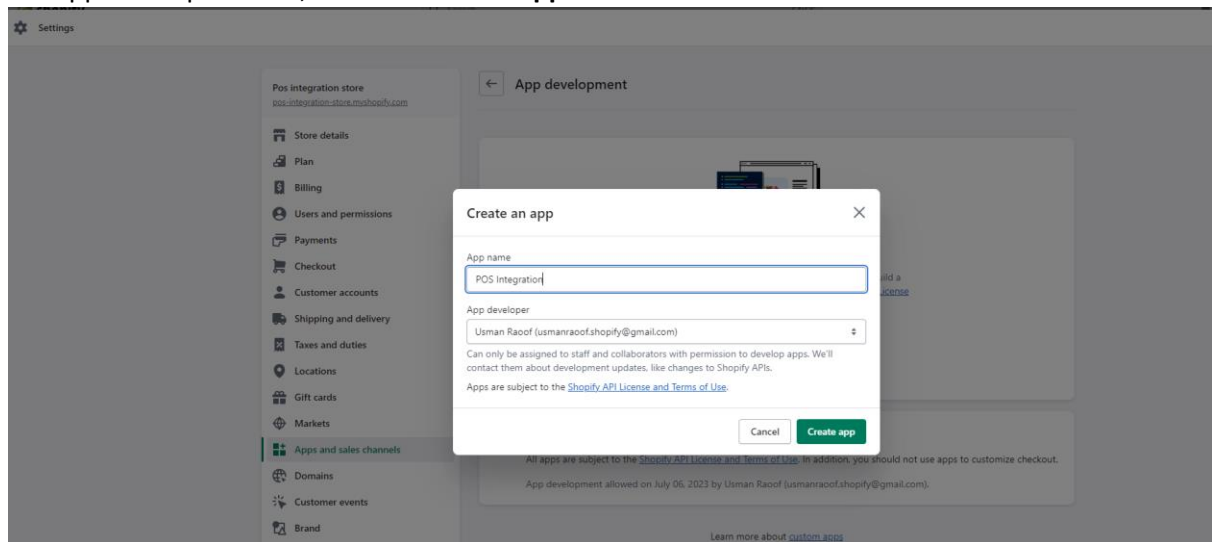 Settings
Pos integration store
pos-integration-store.myshopify.com
Store details
Plan
Billing
Users and permissions
Payments
Checkout
Customer accounts
Shipping and delivery
Taxes and duties
Locations
Gift cards
Markets
Apps and sales channels
Domains
Customer events
Brand
App development
Create an app
App name
POS Integration
App developer
Usman Raoof (usmanraoof.shopify@gmail.com)
Can only be assigned to staff and collaborators with permission to develop apps. We'll
contact them about development updates, like changes to Shopify APIs.
Apps are subject to the Shopify API License and Terms of Use.
Cancel
Create app
All apps are subject to the Shopify API License and Terms of Use. In addition, you should not use apps to customize checkout.
App development allowed on July 06, 2023 by Usman Raoof (usmanraoof.shopify@gmail.com).
Learn more about custom apps